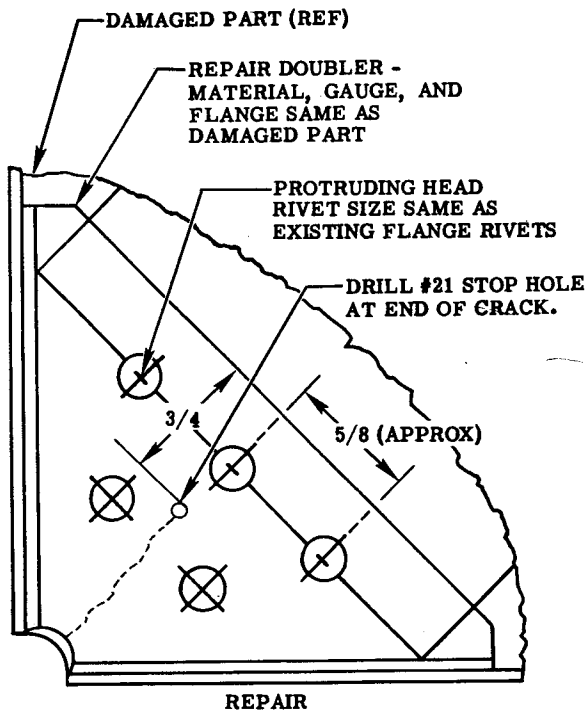 DAMAGED PART (REF)
REPAIR DOUBLER -
MATERIAL, GAUGE, AND
FLANGE SAME AS
DAMAGED PART
PROTRUDING HEAD
RIVET SIZE SAME AS
EXISTING FLANGE RIVETS
DRILL #21 STOP HOLE
AT END OF CRACK.
3/4
5/8 (APPROX)
REPAIR